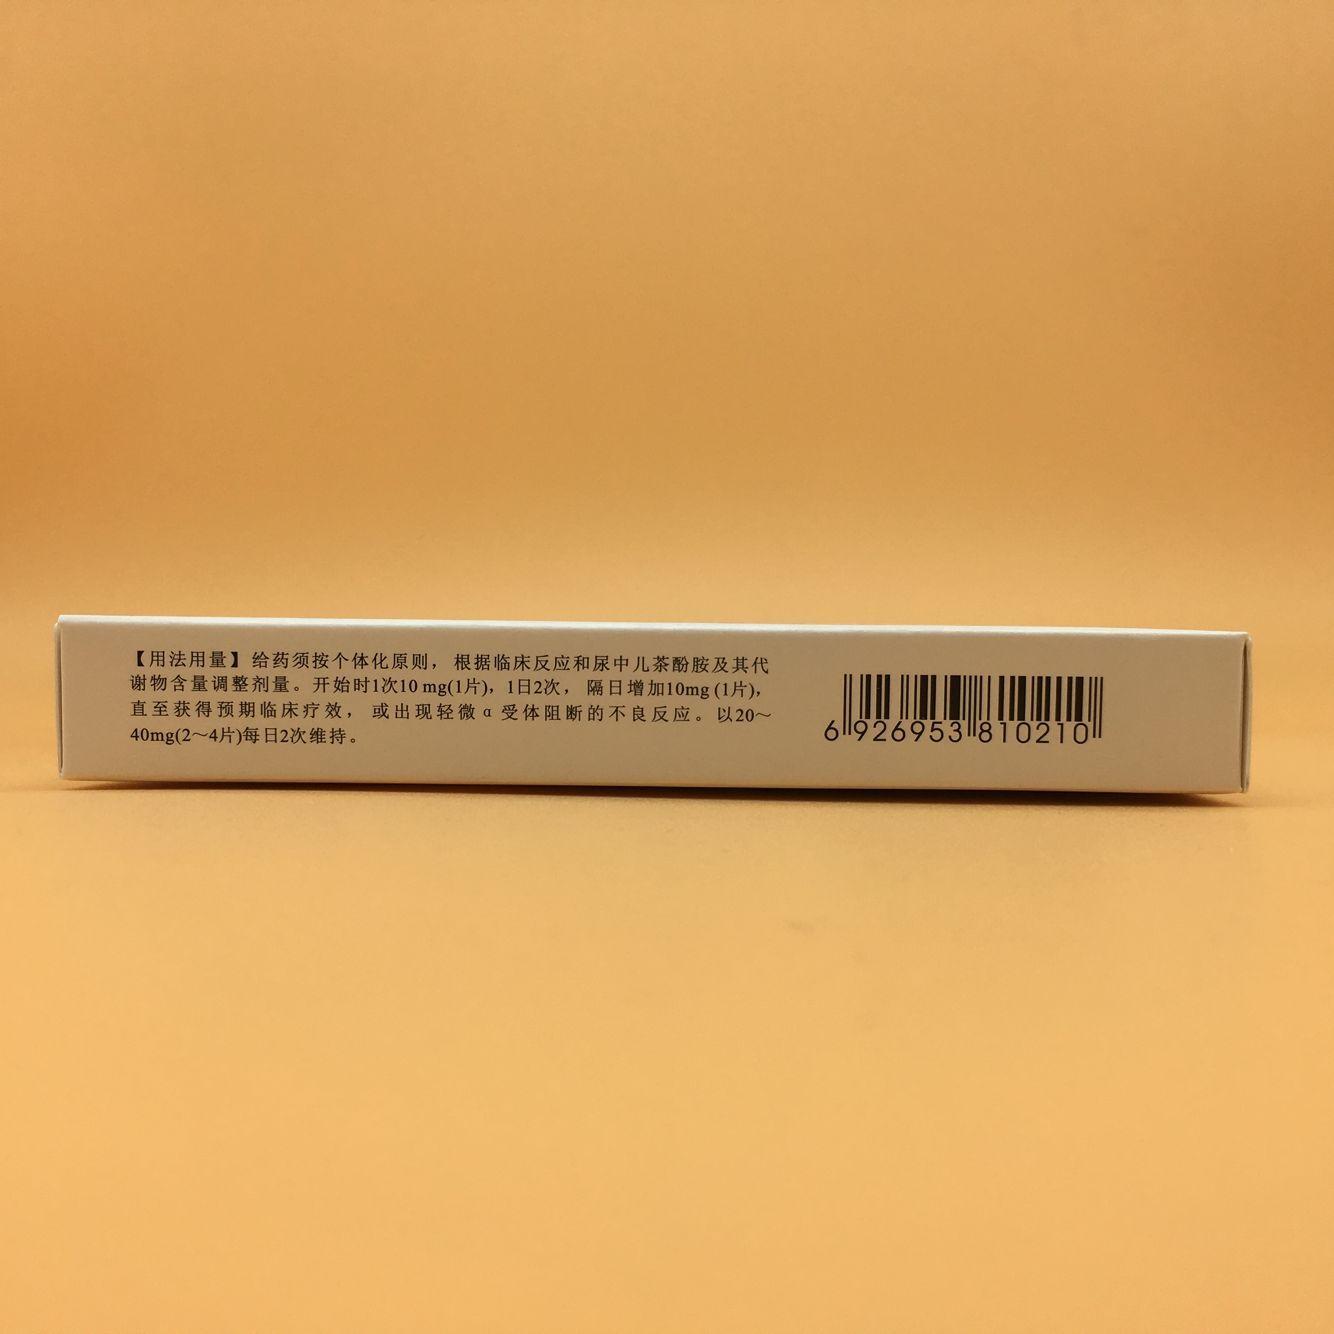 【用法用量】给药须按个体化原则，根据临床反应和尿中儿茶酚胺及其代
谢物含量调整剂量。开始时1次10 mg(1片)，1日2次，隔日增加10mg (1片)，
直至获得预期临床疗效，或出现轻微α受体阻断的不良反应。以20～
40mg(2～4片)每日2次维持。
6 926953 810210